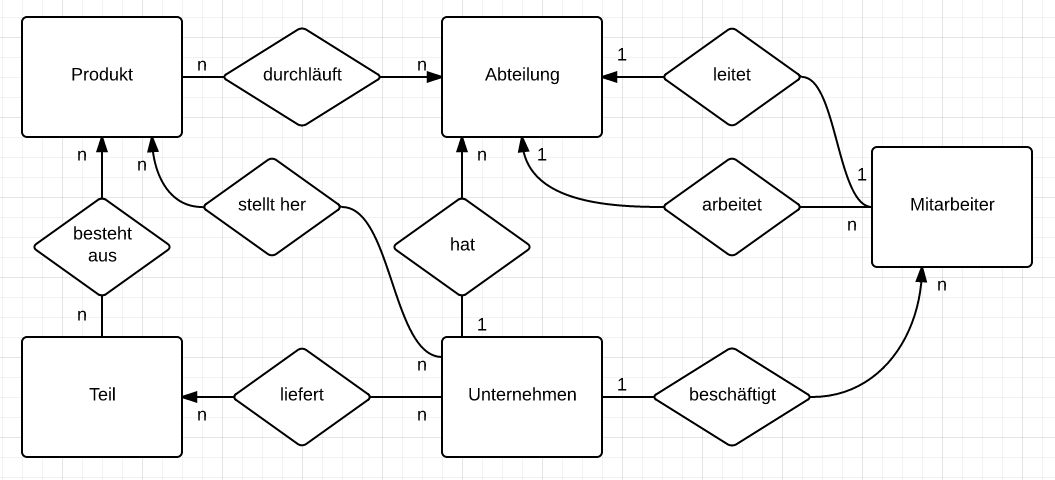 Produkt
n
durchläuft
n
Abteilung
1
leitet
n
n
stellt her
n
1
arbeitet
1
n
Mitarbeiter
besteht
aus
hat
n
n
1
n
Teil
n
liefert
n
Unternehmen
1
beschäftigt